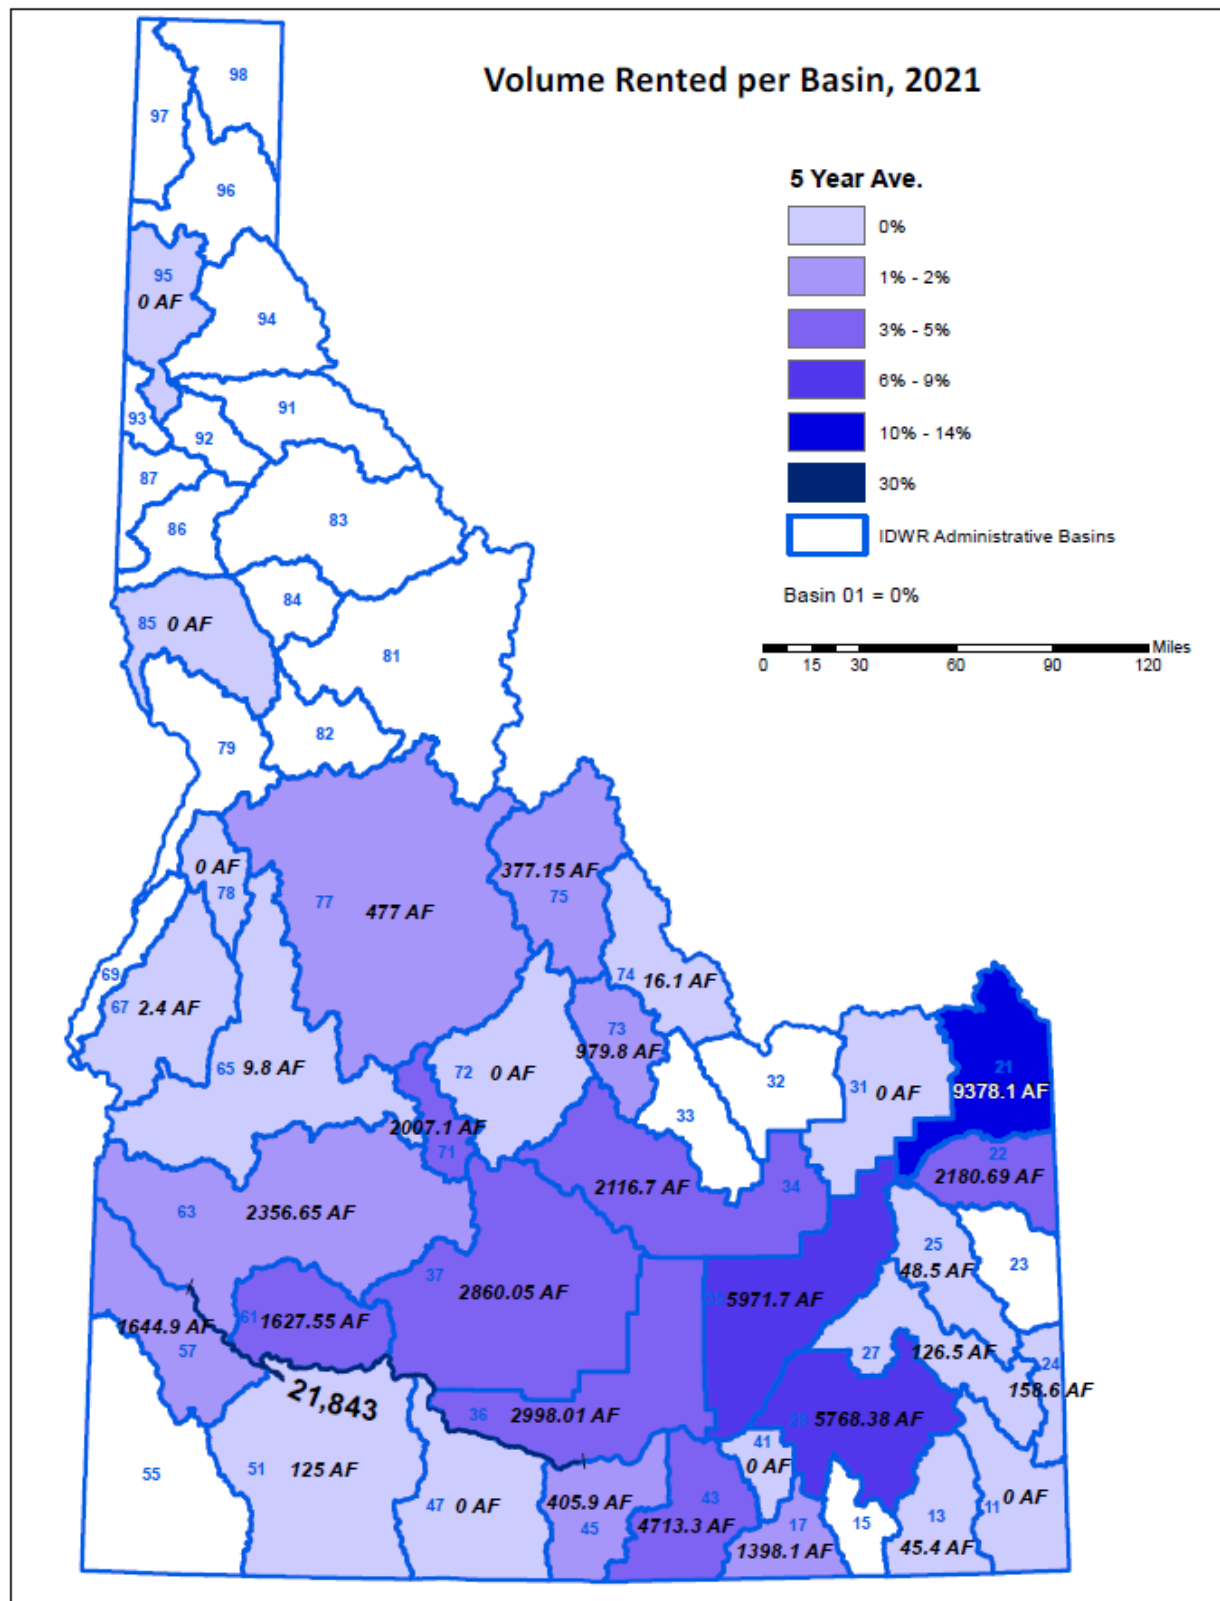 Volume Rented per Basin, 2021
5 Year Ave.
0%
1% - 2%
3% - 5%
6% - 9%
10% - 14%
30%
IDWR Administrative Basins
Basin 01 = 0%
Miles
0 15 30 60 90 120
98
97
96
95
0 AF
94
91
93
92
87
83
86
84
85 0 AF
81
82
79
0 AF
78
377.15 AF
75
77 477 AF
69
74 16.1 AF
67 2.4 AF
73
979.8 AF
65 9.8 AF
72 0 AF
32
31 0 AF
21
9378.1 AF
33
2007.1 AF
71
22
2180.69 AF
2116.7 AF 34
63 2356.65 AF
25
48.5 AF
23
37 2860.05 AF
35 5971.7 AF
1644.9 AF
57
61 1627.55 AF
27 126.5 AF
24
158.6 AF
21,843
36 2998.01 AF
29 5768.38 AF
41
0 AF
55
51 125 AF
47 0 AF
405.9 AF
45
43
4713.3 AF
17
1398.1 AF
15
13
45.4 AF
11 0 AF